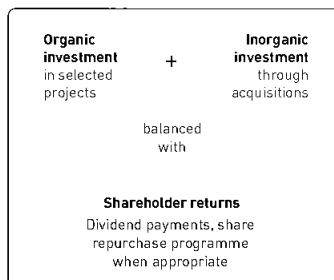 Organic
investment
in selected
projects
+
Inorganic
investment
through
acquisitions
balanced
with
Shareholder returns
Dividend payments, share
repurchase programme
when appropriate